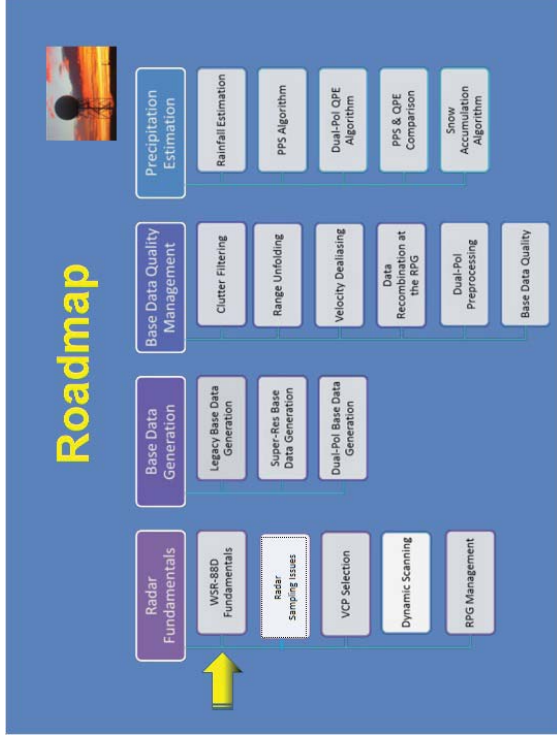 Roadmap
Radar
Fundamentals
WSR-88D
Fundamentals
Radar
Sampling Issues
VCP Selection
Dynamic Scanning
RPG Management
Base Data
Generation
Legacy Base Data
Generation
Super-Res Base
Data Generation
Dual-Pol Base Data
Generation
Base Data Quality
Management
Clutter Filtering
Range Unfolding
Velocity Dealiasing
Data
Recombination at
the RPG
Dual-Pol
Preprocessing
Base Data Quality
Precipitation
Estimation
Rainfall Estimation
PPS Algorithm
Dual-Pol QPE
Algorithm
PPS & QPE
Comparison
Snow
Accumulation
Algorithm